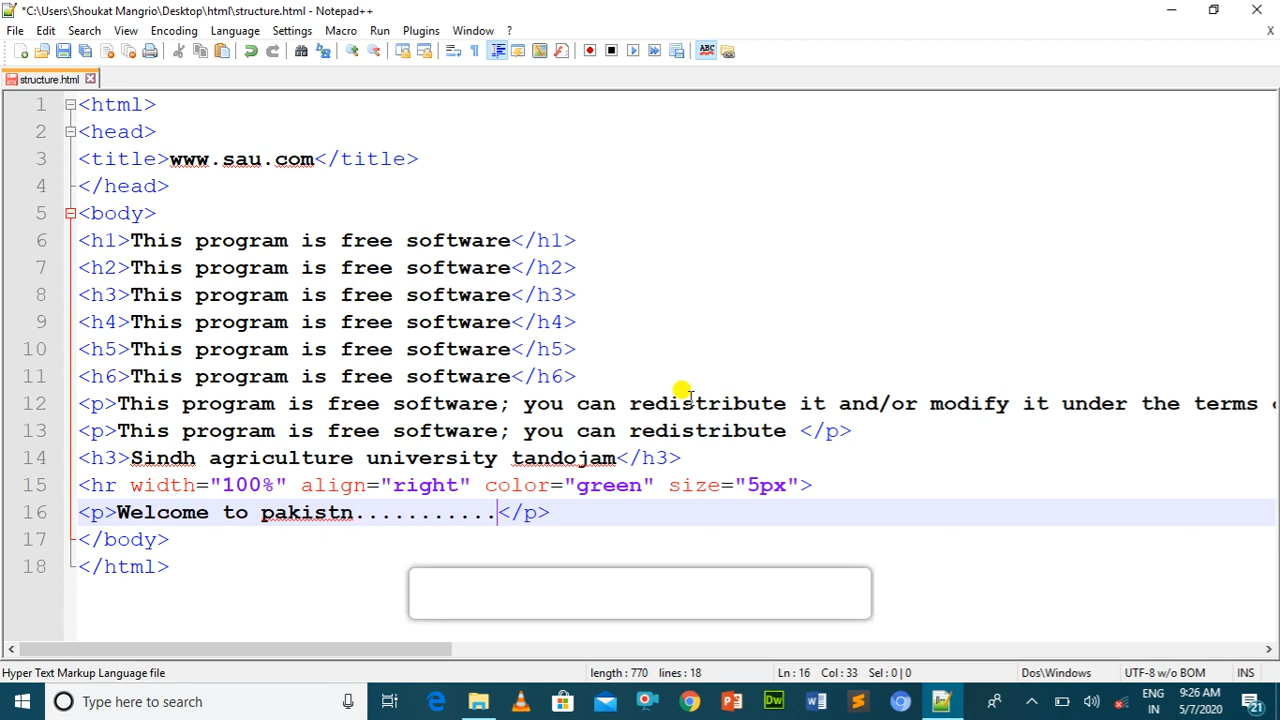 *C:\Users\Shoukat Mangrio\Desktop\html\structure.html - Notepad++
File Edit Search View Encoding Language Settings Macro Run Plugins Window ? X
ABC
structure.html
1 <html>
2 <head>
3 <title>www.sau.com</title>
4 </head>
5 <body>
6 <h1>This program is free software</h1>
7 <h2>This program is free software</h2>
8 <h3>This program is free software</h3>
9 <h4>This program is free software</h4>
10 <h5>This program is free software</h5>
11 <h6>This program is free software</h6>
12 <p>This program is free software; you can redistribute it and/or modify it under the terms
13 <p>This program is free software; you can redistribute </p>
14 <h3>Sindh agriculture university tandojam</h3>
15 <hr width="100%" align="right" color="green" size="5px">
16 <p>Welcome to pakistn...........</p>
17 </body>
18 </html>
Hyper Text Markup Language file length : 770 lines : 18 Ln : 16 Col : 33 Sel : 0 | 0 Dos\Windows UTF-8 w/o BOM INS
Type here to search Dw ENG 9:26 AM
IN 5/7/2020 21